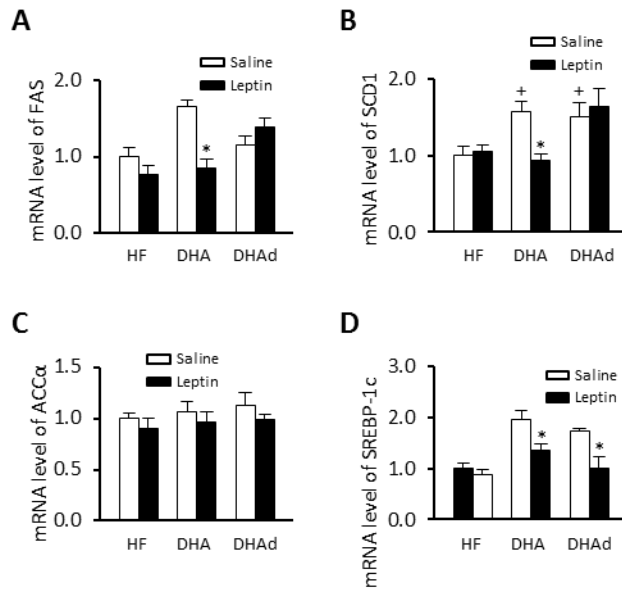 A
mRNA level of FAS
2.0
1.0
0.0
Saline
Leptin
*
HF
DHA
DHAd
B
mRNA level of SCD1
2.0
1.0
0.0
Saline
Leptin
+
*
+
HF
DHA
DHAd
C
mRNA level of ACCα
1.5
1.0
0.5
0.0
Saline
Leptin
HF
DHA
DHAd
D
mRNA level of SREBP-1c
3.0
2.0
1.0
0.0
Saline
Leptin
*
*
HF
DHA
DHAd